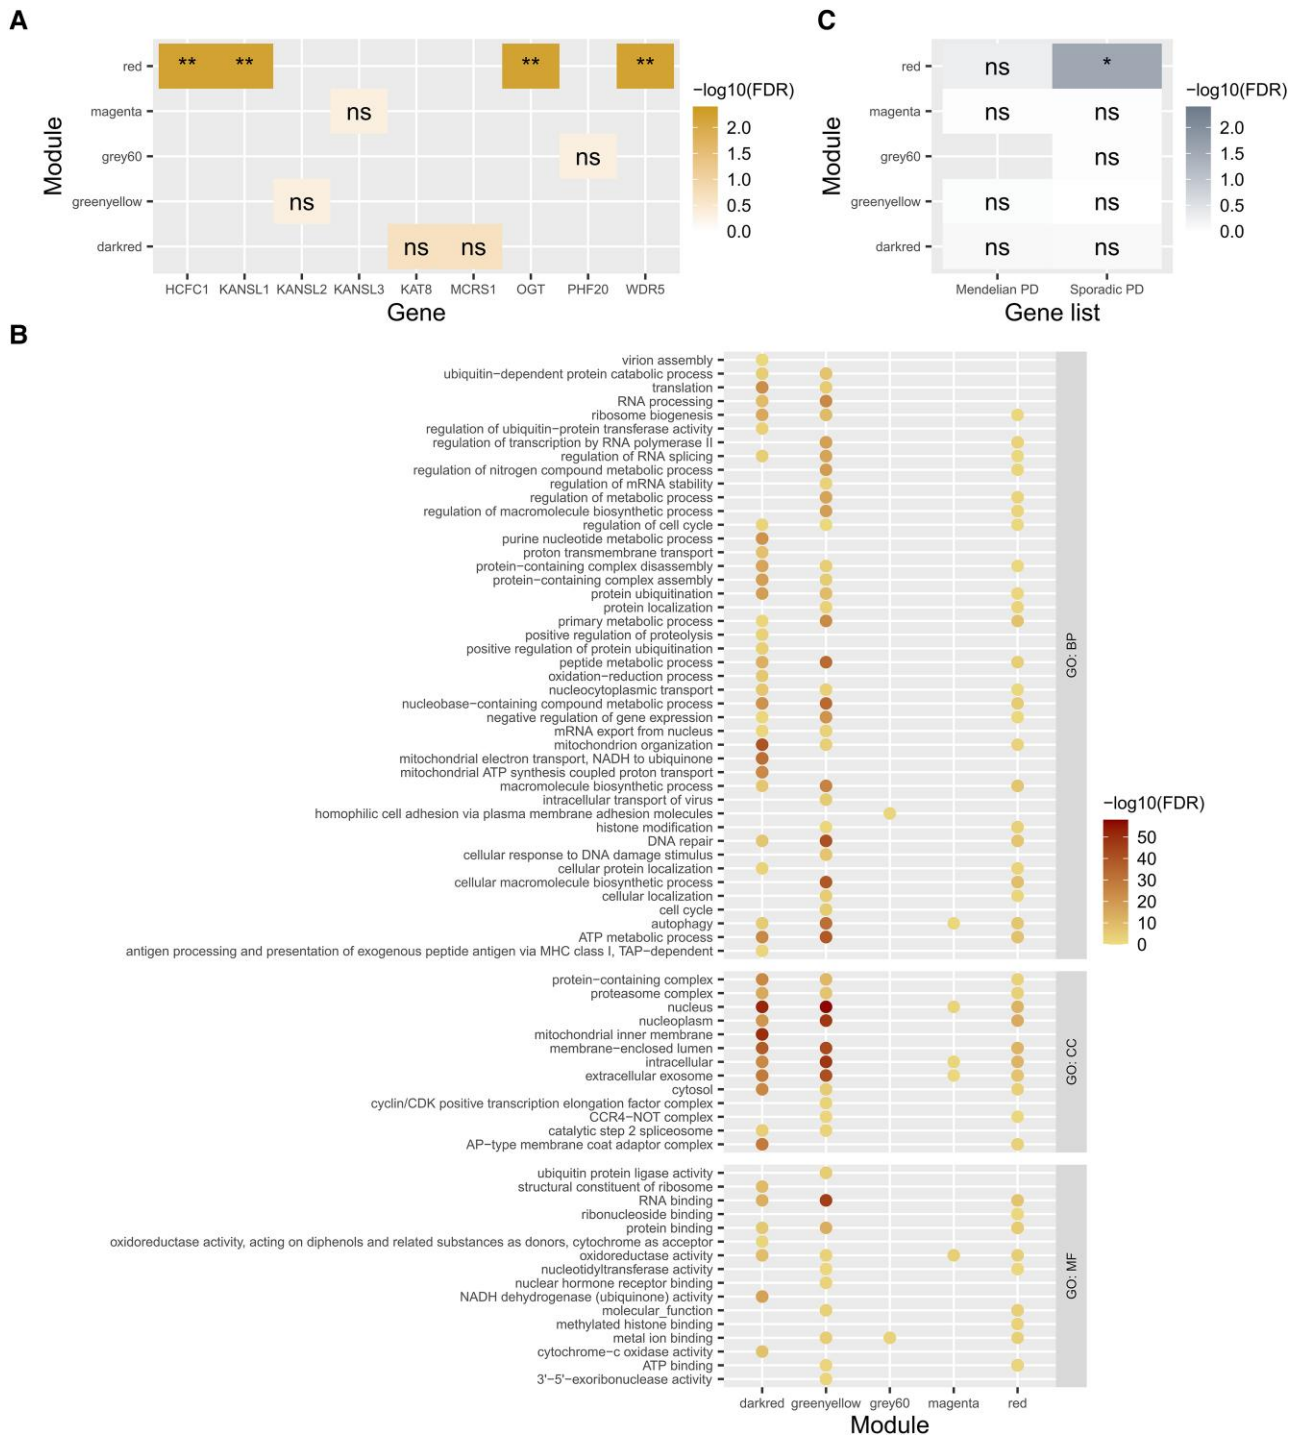 A
red
magenta
grey60
greenyellow
darkred
Module
** ** ** **
ns
ns
ns
ns ns
HCFC1 KANSL1 KANSL2 KANSL3 KAT8 MCRS1 OGT PHF20 WDR5
Gene
−log10(FDR)
2.0
1.5
1.0
0.5
0.0
C
red
magenta
grey60
greenyellow
darkred
Module
ns *
ns ns
ns
ns ns
ns ns
Mendelian PD Sporadic PD
Gene list
−log10(FDR)
2.0
1.5
1.0
0.5
0.0
B
virion assembly
ubiquitin−dependent protein catabolic process
translation
RNA processing
ribosome biogenesis
regulation of ubiquitin−protein transferase activity
regulation of transcription by RNA polymerase II
regulation of RNA splicing
regulation of nitrogen compound metabolic process
regulation of mRNA stability
regulation of metabolic process
regulation of macromolecule biosynthetic process
regulation of cell cycle
purine nucleotide metabolic process
proton transmembrane transport
protein−containing complex disassembly
protein−containing complex assembly
protein ubiquitination
protein localization
primary metabolic process
positive regulation of proteolysis
positive regulation of protein ubiquitination
peptide metabolic process
oxidation−reduction process
nucleocytoplasmic transport
nucleobase−containing compound metabolic process
negative regulation of gene expression
mRNA export from nucleus
mitochondrion organization
mitochondrial electron transport, NADH to ubiquinone
mitochondrial ATP synthesis coupled proton transport
macromolecule biosynthetic process
intracellular transport of virus
homophilic cell adhesion via plasma membrane adhesion molecules
histone modification
DNA repair
cellular response to DNA damage stimulus
cellular protein localization
cellular macromolecule biosynthetic process
cellular localization
cell cycle
autophagy
ATP metabolic process
antigen processing and presentation of exogenous peptide antigen via MHC class I, TAP−dependent
GO: BP
protein−containing complex
proteasome complex
nucleus
nucleoplasm
mitochondrial inner membrane
membrane−enclosed lumen
intracellular
extracellular exosome
cytosol
cyclin/CDK positive transcription elongation factor complex
CCR4−NOT complex
catalytic step 2 spliceosome
AP−type membrane coat adaptor complex
GO: CC
ubiquitin protein ligase activity
structural constituent of ribosome
RNA binding
ribonucleoside binding
protein binding
oxidoreductase activity, acting on diphenols and related substances as donors, cytochrome as acceptor
oxidoreductase activity
nucleotidyltransferase activity
nuclear hormone receptor binding
NADH dehydrogenase (ubiquinone) activity
molecular_function
methylated histone binding
metal ion binding
cytochrome−c oxidase activity
ATP binding
3'−5'−exoribonuclease activity
GO: MF
darkred greenyellow grey60 magenta red
Module
−log10(FDR)
50
40
30
20
10
0